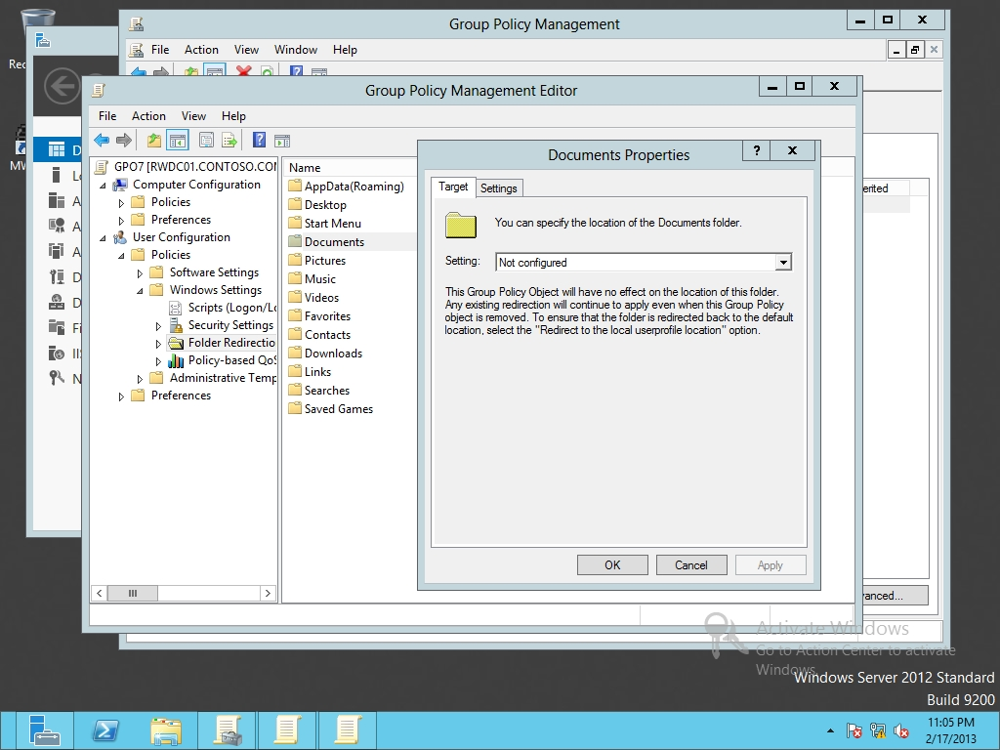 Group Policy Management
File Action View Window Help
Group Policy Management Editor
File Action View Help
GPO7 [RWDC01.CONTOSO.COM
Computer Configuration
Policies
Preferences
User Configuration
Policies
Software Settings
Windows Settings
Scripts (Logon/Lo
Security Settings
Folder Redirectio
Policy-based QoS
Administrative Temp
Preferences
Name
AppData(Roaming)
Desktop
Start Menu
Documents
Pictures
Music
Videos
Favorites
Contacts
Downloads
Links
Searches
Saved Games
Documents Properties
Target Settings
You can specify the location of the Documents folder.
Setting: Not configured
This Group Policy Object will have no effect on the location of this folder.
Any existing redirection will continue to apply even when this Group Policy
object is removed. To ensure that the folder is redirected back to the default
location, select the "Redirect to the local userprofile location" option.
OK Cancel Apply
erited
anced...
Activate Windows
Go to Action Center to activate
Windows.
Windows Server 2012 Standard
Build 9200
11:05 PM
2/17/2013